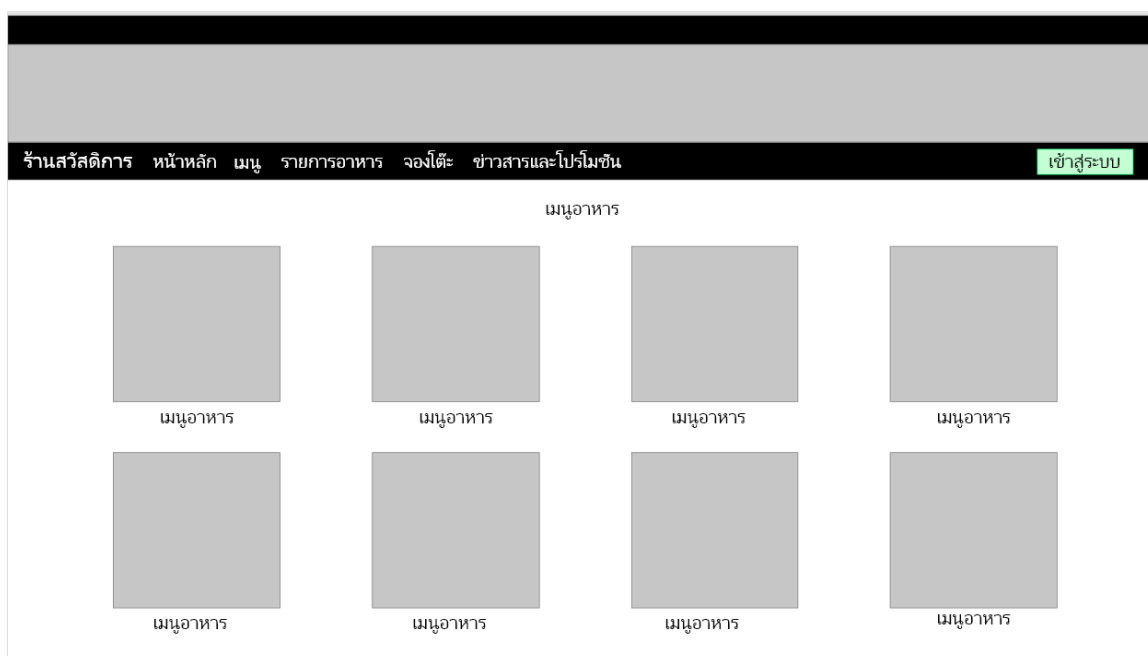 ร้านสวัสดิการ หน้าหลัก เมนู รายการอาหาร จองโต๊ะ ข่าวสารและโปรโมชัน เข้าสู่ระบบ
เมนูอาหาร
เมนูอาหาร เมนูอาหาร เมนูอาหาร เมนูอาหาร
เมนูอาหาร เมนูอาหาร เมนูอาหาร เมนูอาหาร